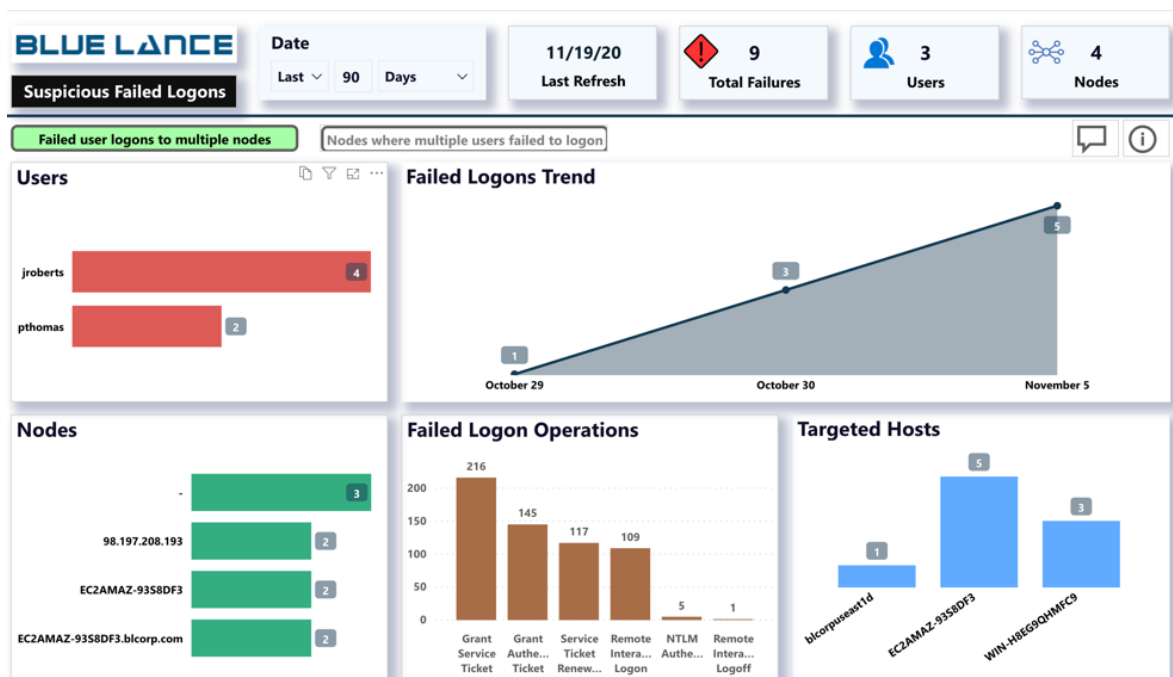 BLUE LANCE
Suspicious Failed Logons
Date
Last 90 Days
11/19/20
Last Refresh
9
Total Failures
3
Users
4
Nodes
Failed user logons to multiple nodes
Nodes where multiple users failed to logon
Users
jroberts 4
pthomas 2
Failed Logons Trend
1
3
5
October 29 October 30 November 5
Nodes
- 3
98.197.208.193 2
EC2AMAZ-93S8DF3 2
EC2AMAZ-93S8DF3.blcorp.com 2
Failed Logon Operations
200
150
100
50
0
216
145
117
109
5
1
Grant
Service
Ticket
Grant
Authe...
Ticket
Service
Ticket
Renew...
Remote
Intera...
Logon
NTLM
Authe...
Remote
Intera...
Logoff
Targeted Hosts
1
5
3
blcorpuseast1d
EC2AMAZ-93S8DF3
WIN-H8EG9QHMFC9